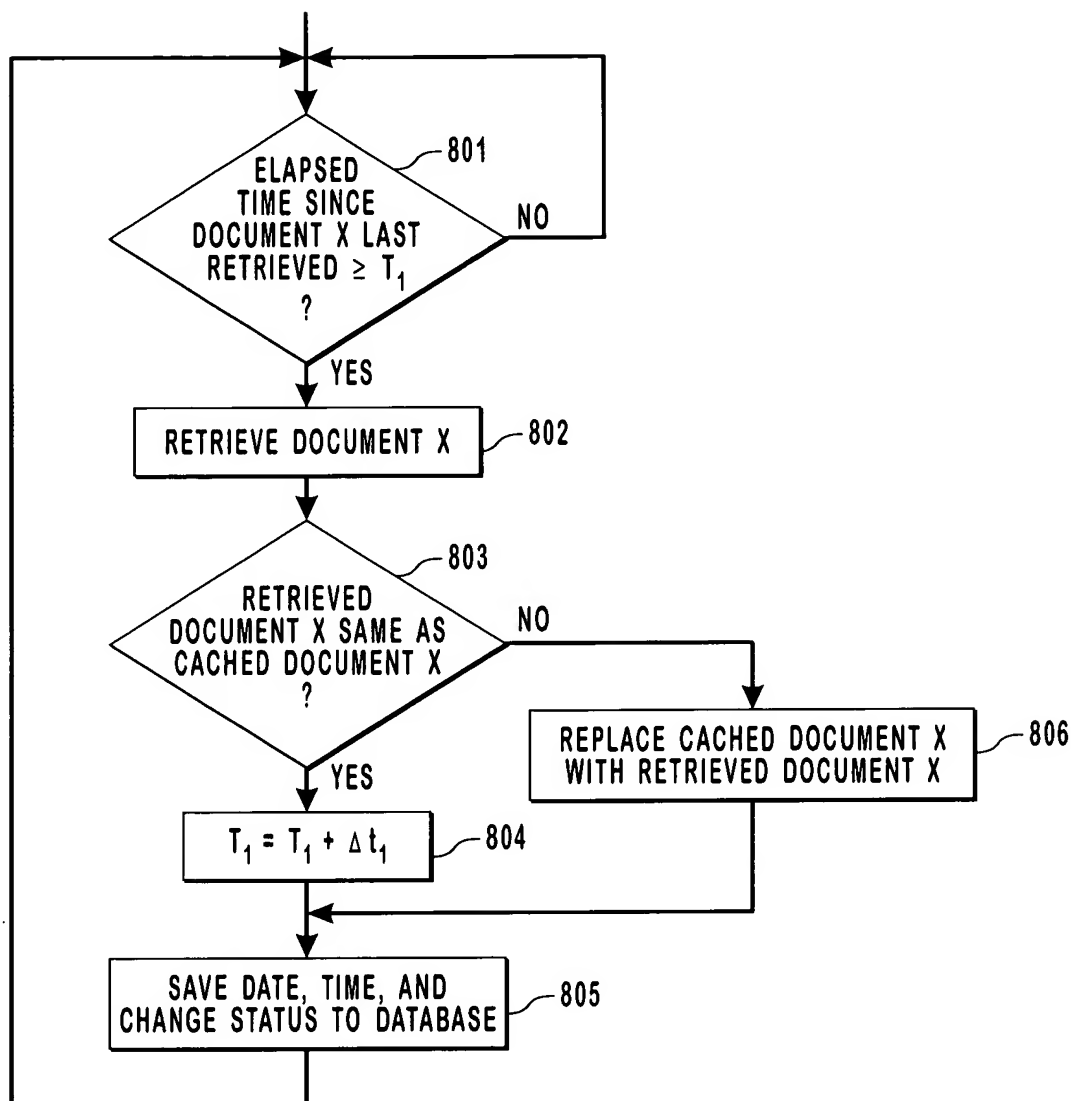 801
ELAPSED
TIME SINCE
DOCUMENT X LAST
RETRIEVED ≥ T₁
?
NO
YES
RETRIEVE DOCUMENT X
802
803
RETRIEVED
DOCUMENT X SAME AS
CACHED DOCUMENT X
?
NO
YES
REPLACE CACHED DOCUMENT X
WITH RETRIEVED DOCUMENT X
806
T₁ = T₁ + Δt₁
804
SAVE DATE, TIME, AND
CHANGE STATUS TO DATABASE
805